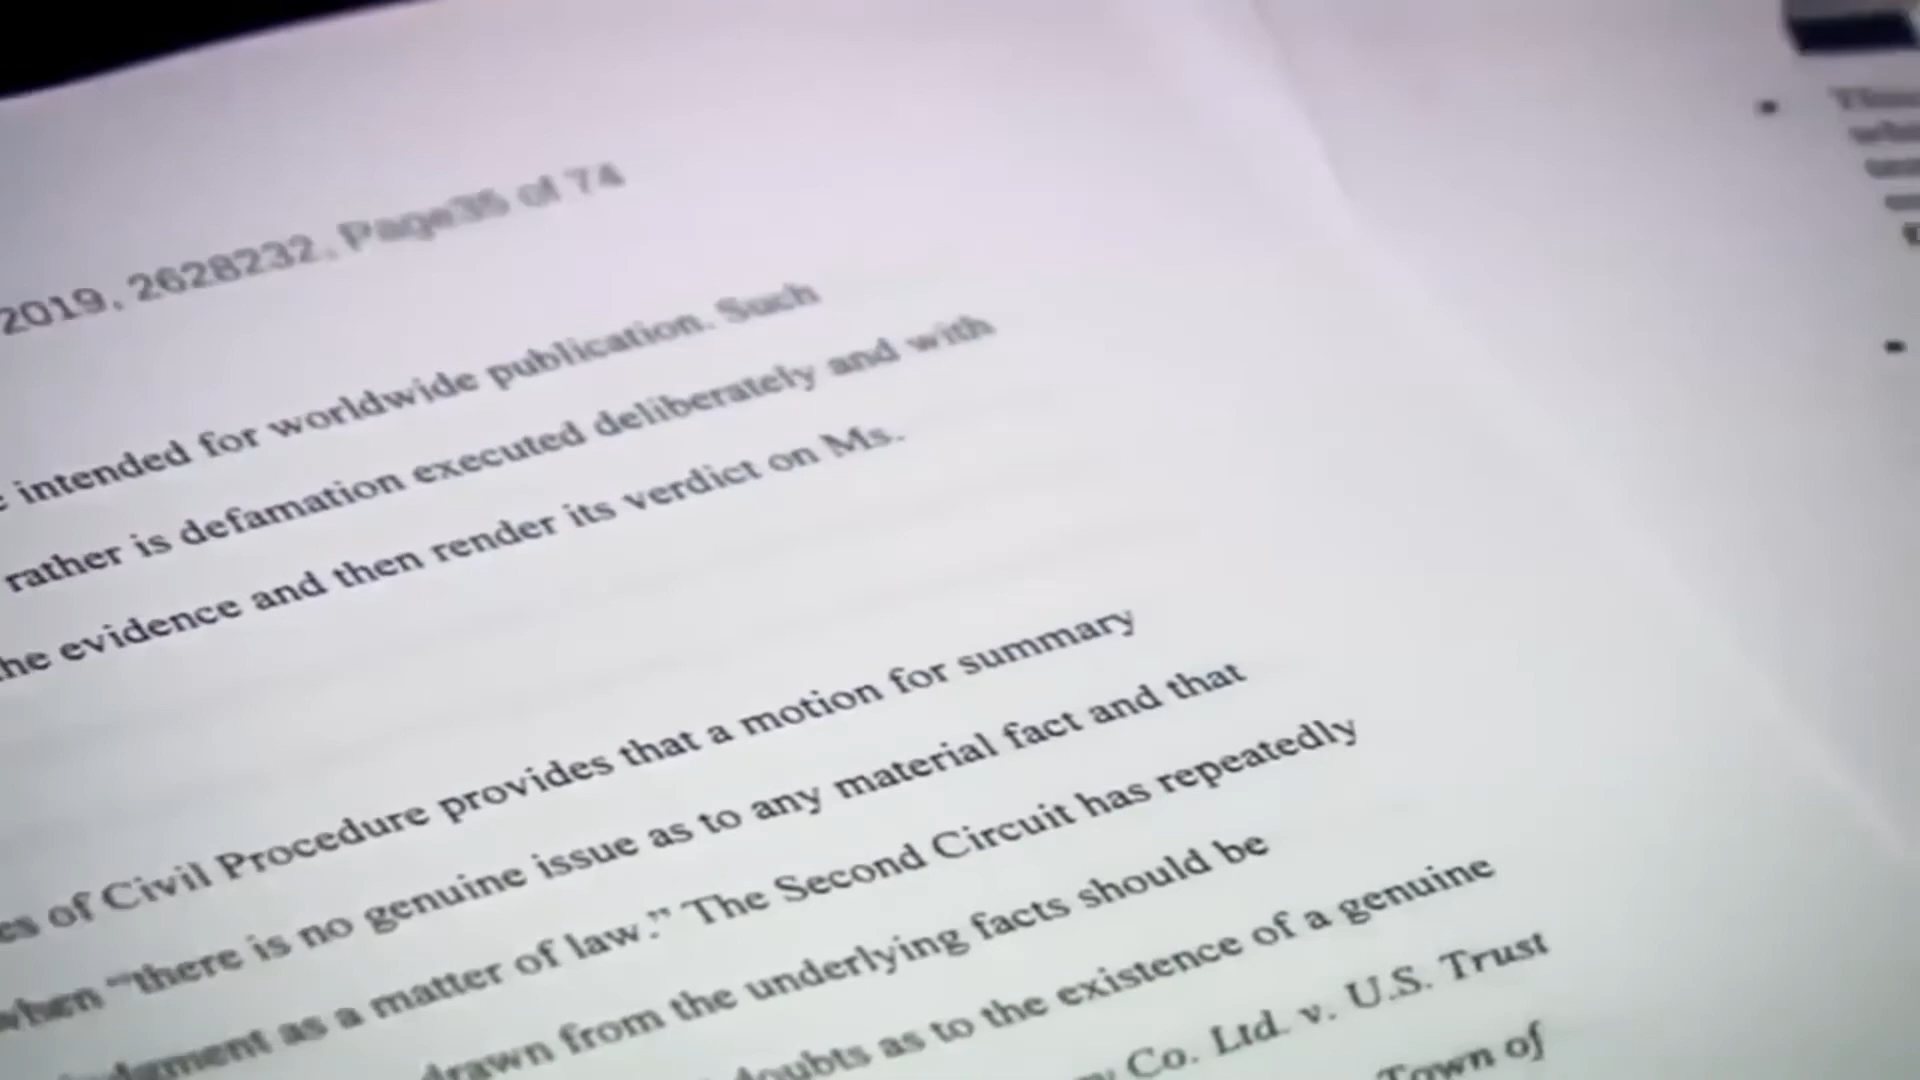 2019, 2628232, Page35 of 74
intended for worldwide publication. Such
rather is defamation executed deliberately and with
he evidence and then render its verdict on Ms.
es of Civil Procedure provides that a motion for summary
when “there is no genuine issue as to any material fact and that
dgment as a matter of law.” The Second Circuit has repeatedly
drawn from the underlying facts should be
doubts as to the existence of a genuine
Co. Ltd. v. U.S. Trust
Town of